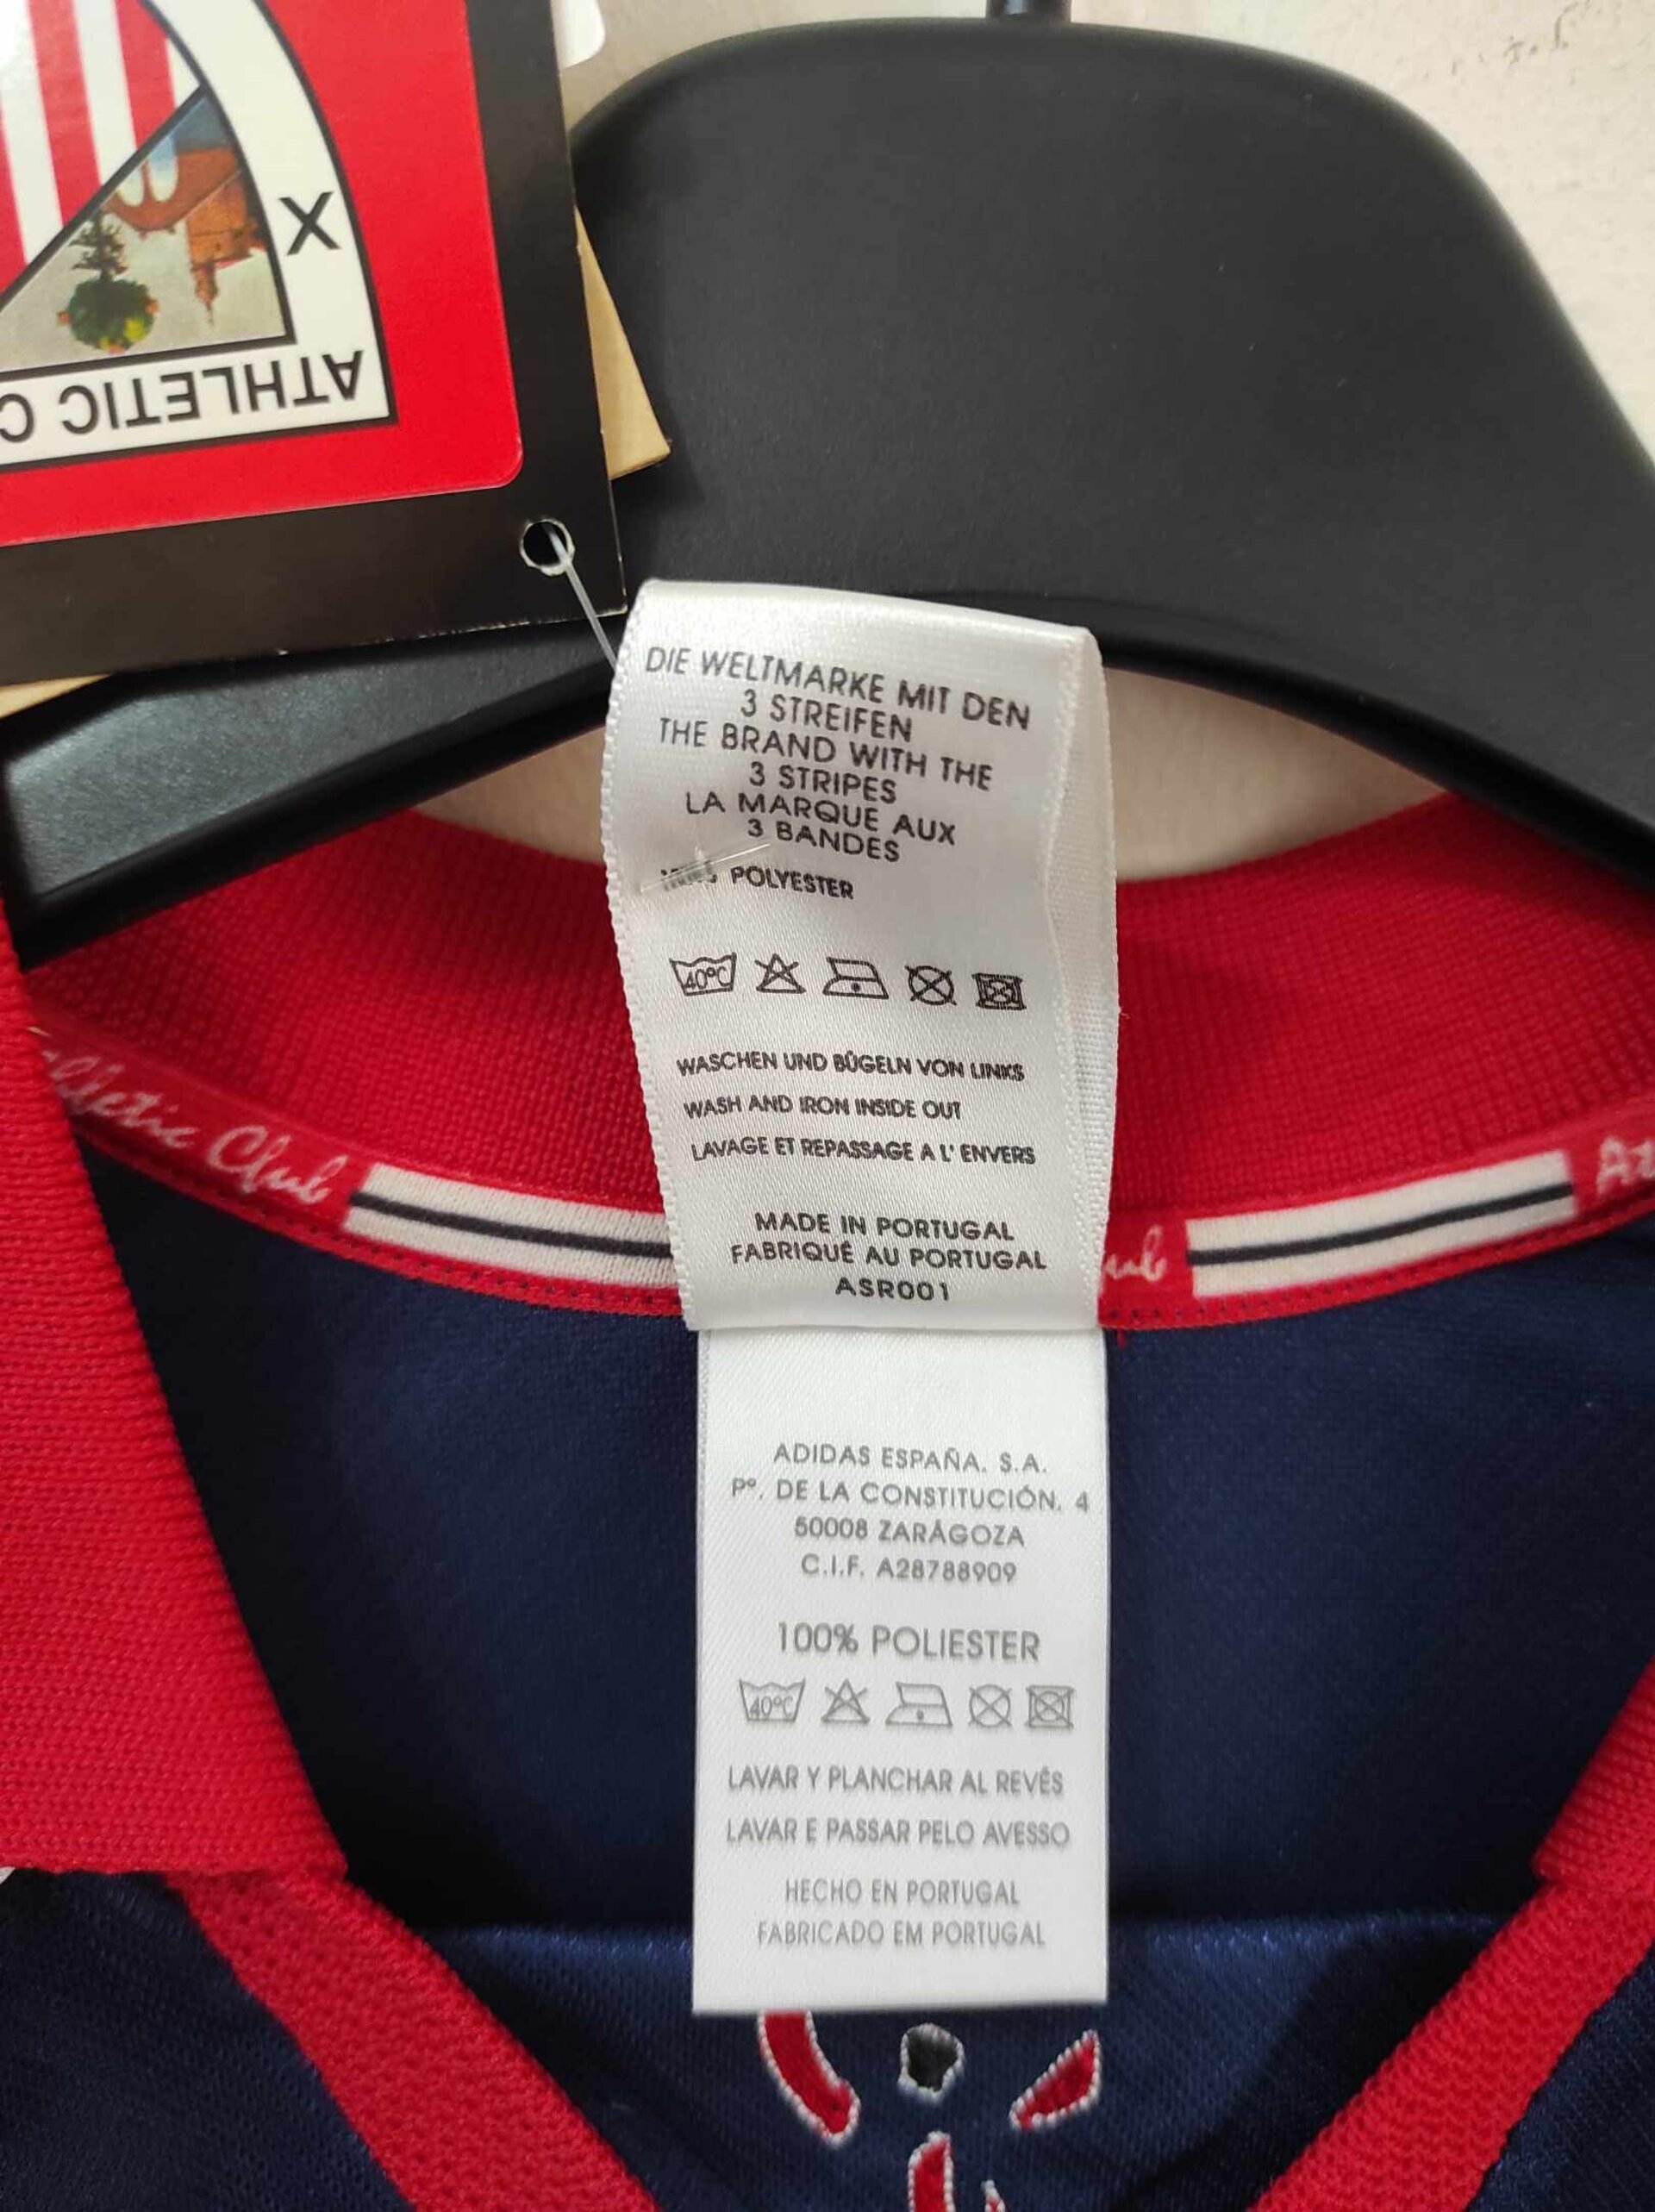 ATHLETIC C
X
DIE WELTMARKE MIT DEN
3 STREIFEN
THE BRAND WITH THE
3 STRIPES
LA MARQUE AUX
3 BANDES
POLYESTER
40°C
WASCHEN UND BÜGELN VON LINKS
WASH AND IRON INSIDE OUT
LAVAGE ET REPASSAGE A L' ENVERS
MADE IN PORTUGAL
FABRIQUÉ AU PORTUGAL
ASR001
Athletic Club
ADIDAS ESPAÑA. S.A.
Pº. DE LA CONSTITUCIÓN. 4
50008 ZARAGOZA
C.I.F. A28788909
100% POLIESTER
40°C
LAVAR Y PLANCHAR AL REVÉS
LAVAR E PASSAR PELO AVESSO
HECHO EN PORTUGAL
FABRICADO EM PORTUGAL